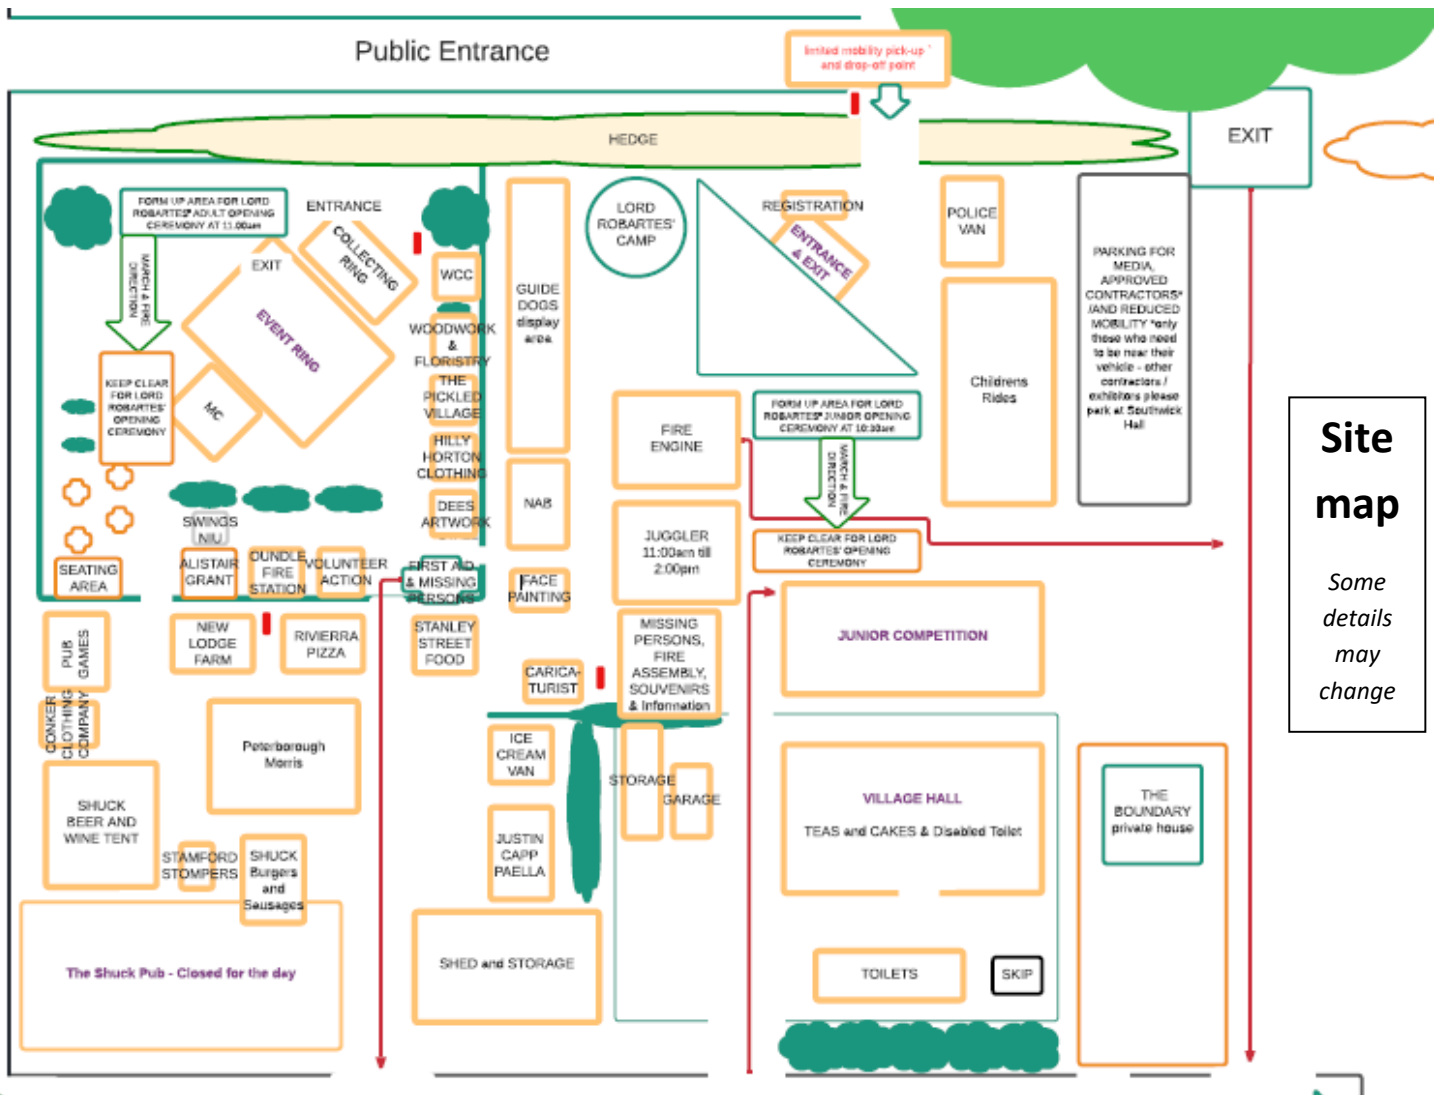 Public Entrance
limited mobility pick-up `
and drop-off point
HEDGE
EXIT
FORM UP AREA FOR LORD
ROBARTES' ADULT OPENING
CEREMONY AT 11.00am
ENTRANCE
COLLECTING
RING
EXIT
MARCH & FIRE
DIRECTION
EVENT RING
KEEP CLEAR
FOR LORD
ROBARTES'
OPENING
CEREMONY
MC
WCC
WOODWORK
&
FLORISTRY
THE
PICKLED
VILLAGE
HILLY
HORTON
CLOTHING
DEES
ARTWORK
GUIDE
DOGS
display
area
NAB
LORD
ROBARTES'
CAMP
REGISTRATION
ENTRANCE
& EXIT
POLICE
VAN
Childrens
Rides
PARKING FOR
MEDIA,
APPROVED
CONTRACTORS*
/AND REDUCED
MOBILITY *only
those who need
to be near their
vehicle - other
contractors /
exhibitors please
park at Southwick
Hall
Site
map
Some
details
may
change
FIRE
ENGINE
FORM UP AREA FOR LORD
ROBARTES' JUNIOR OPENING
CEREMONY AT 10:30am
MARCH & FIRE
DIRECTION
KEEP CLEAR FOR LORD
ROBARTES' OPENING
CEREMONY
JUGGLER
11:00am till
2:00pm
SWINGS
NIU
SEATING
AREA
ALISTAIR
GRANT
OUNDLE
FIRE
STATION
VOLUNTEER
ACTION
FIRST AID
& MISSING
PERSONS
FACE
PAINTING
PUB
GAMES
NEW
LODGE
FARM
RIVIERRA
PIZZA
STANLEY
STREET
FOOD
CARICA-
TURIST
MISSING
PERSONS,
FIRE
ASSEMBLY,
SOUVENIRS
& Information
JUNIOR COMPETITION
CONKER
CLOTHING
COMPANY
Peterborough
Morris
ICE
CREAM
VAN
STORAGE
GARAGE
VILLAGE HALL
TEAS and CAKES & Disabled Toilet
THE
BOUNDARY
private house
SHUCK
BEER AND
WINE TENT
STAMFORD
STOMPERS
SHUCK
Burgers
and
Sausages
JUSTIN
CAPP
PAELLA
The Shuck Pub - Closed for the day
SHED and STORAGE
TOILETS
SKIP